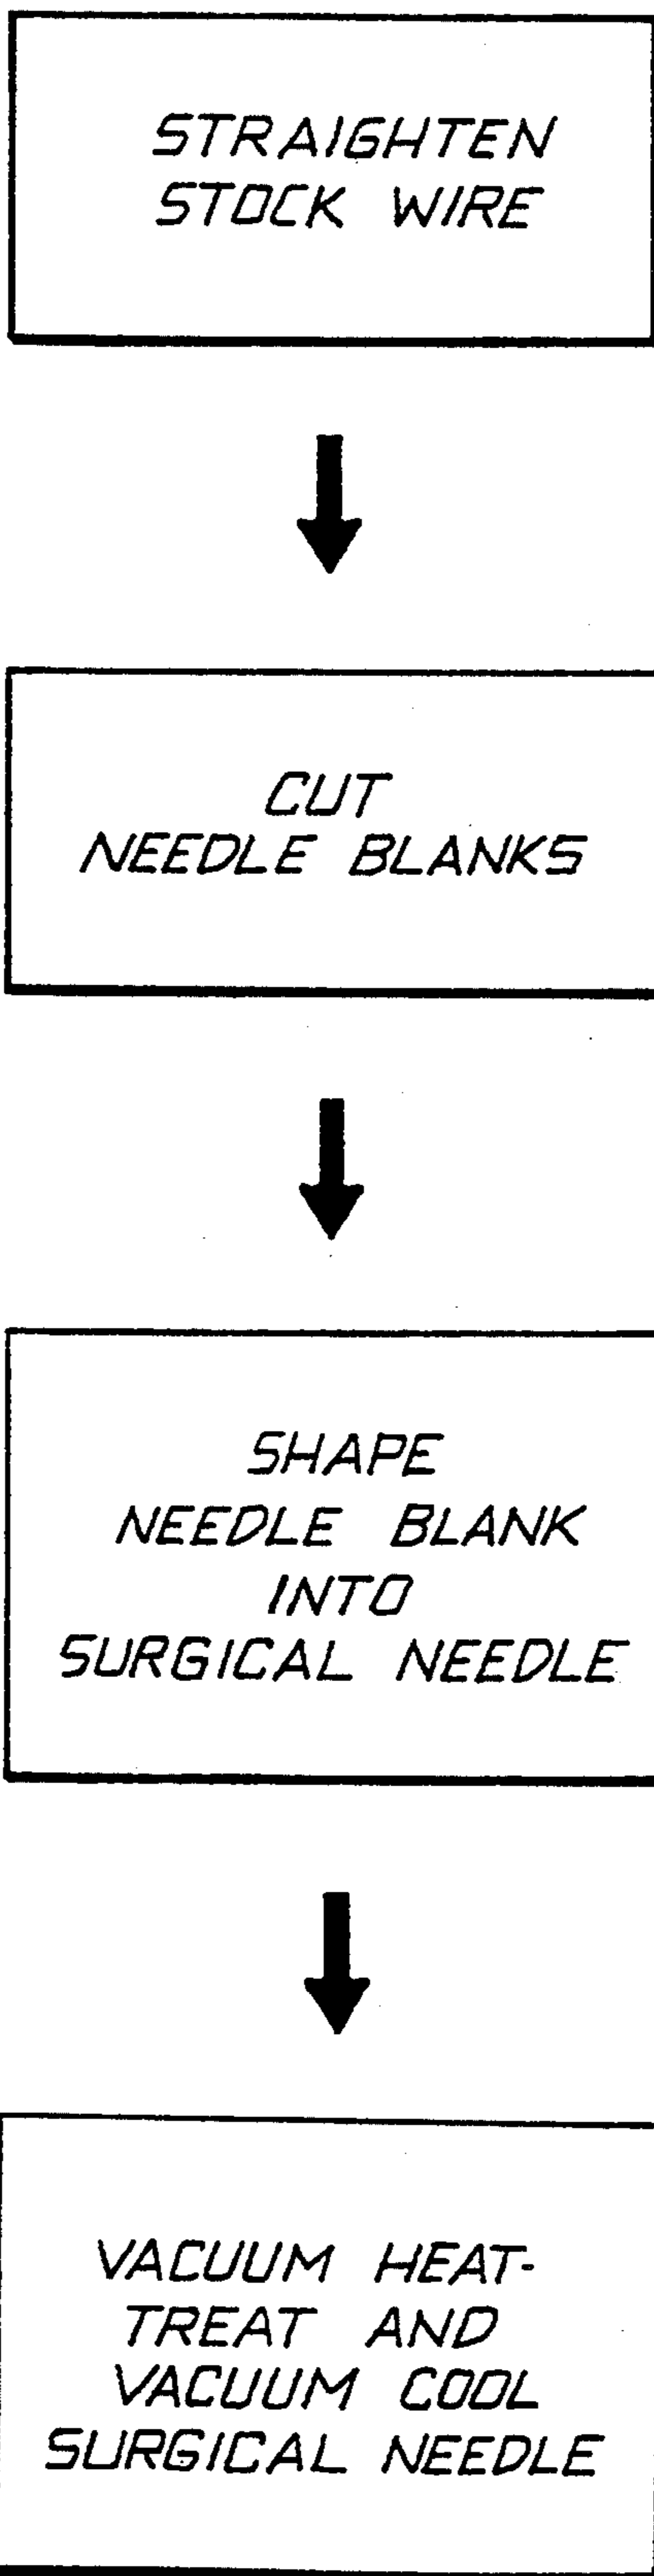 STRAIGHTEN
STOCK WIRE
CUT
NEEDLE BLANKS
SHAPE
NEEDLE BLANK
INTO
SURGICAL NEEDLE
VACUUM HEAT-
TREAT AND
VACUUM COOL
SURGICAL NEEDLE